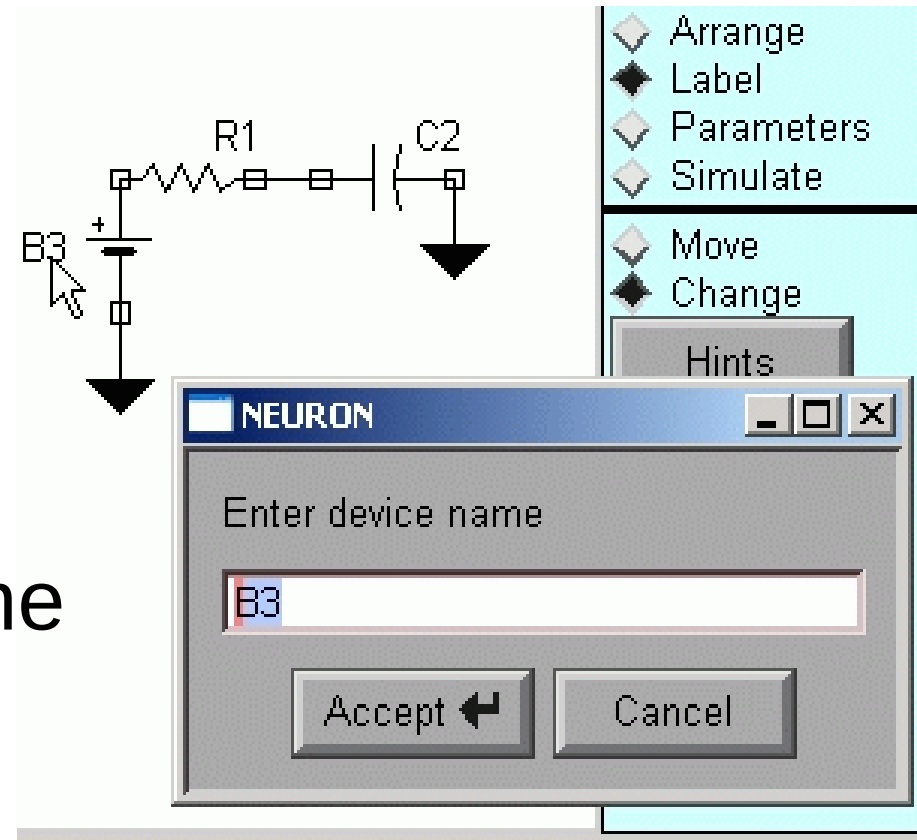 Arrange
Label
Parameters
Simulate
R1
C2
+
B3
Move
Change
Hints
NEURON
Enter device name
B3
ne
Accept
Cancel